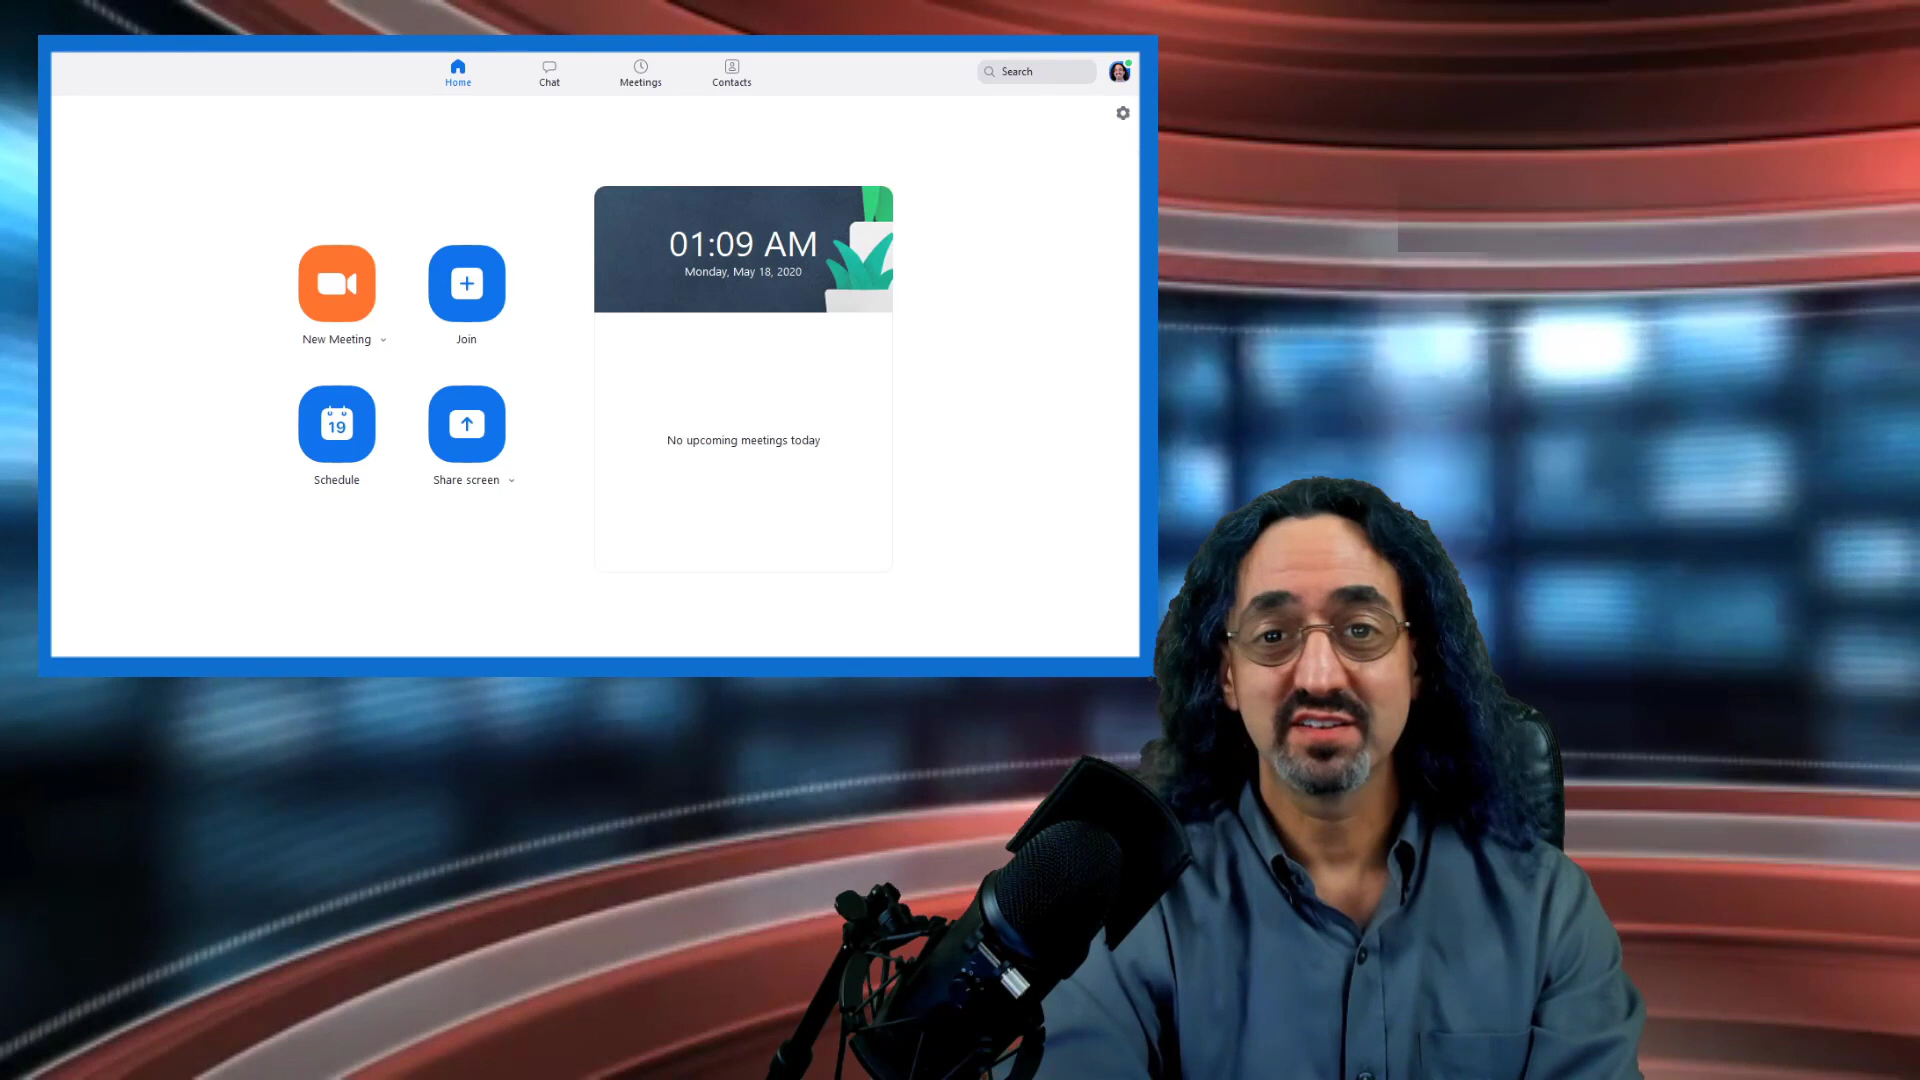 Home
Chat
Meetings
Contacts
Search
01:09 AM
Monday, May 18, 2020
New Meeting
Join
19
Schedule
Share screen
No upcoming meetings today